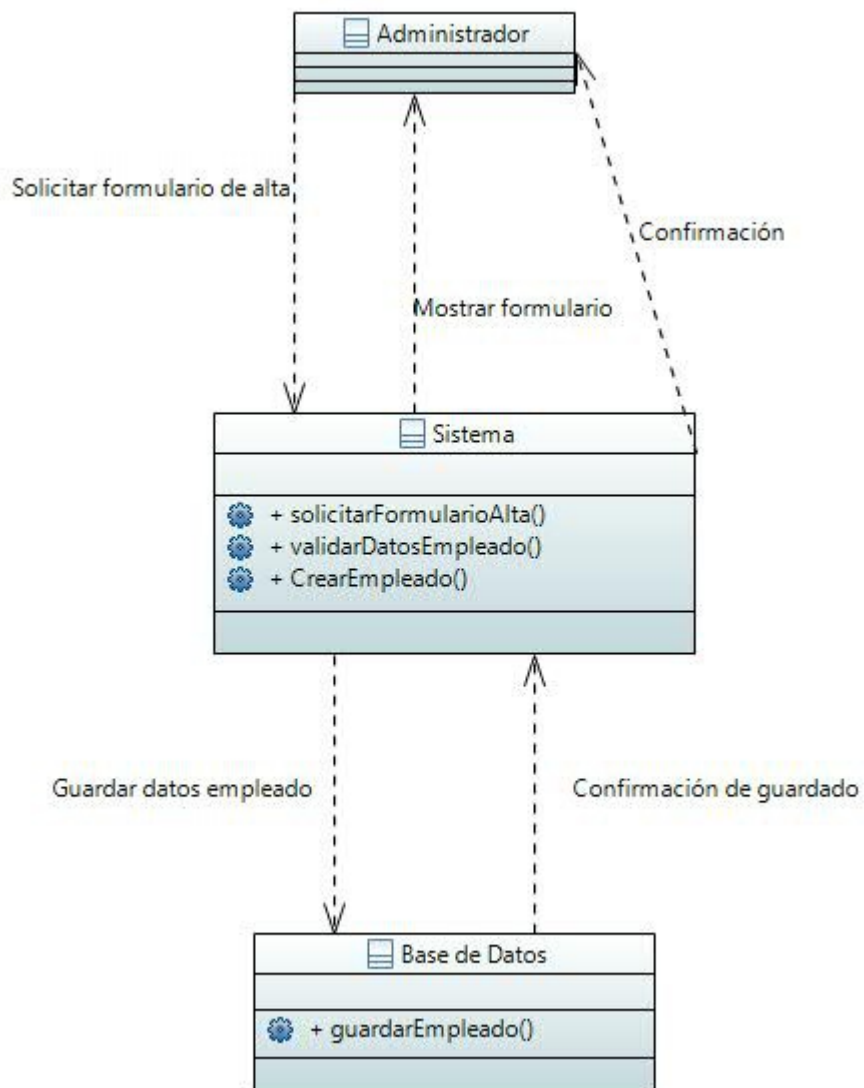 Administrador
Solicitar formulario de alta
Confirmación
Mostrar formulario
Sistema
+ solicitarFormularioAlta()
+ validarDatosEmpleado()
+ CrearEmpleado()
Guardar datos empleado
Confirmación de guardado
Base de Datos
+ guardarEmpleado()